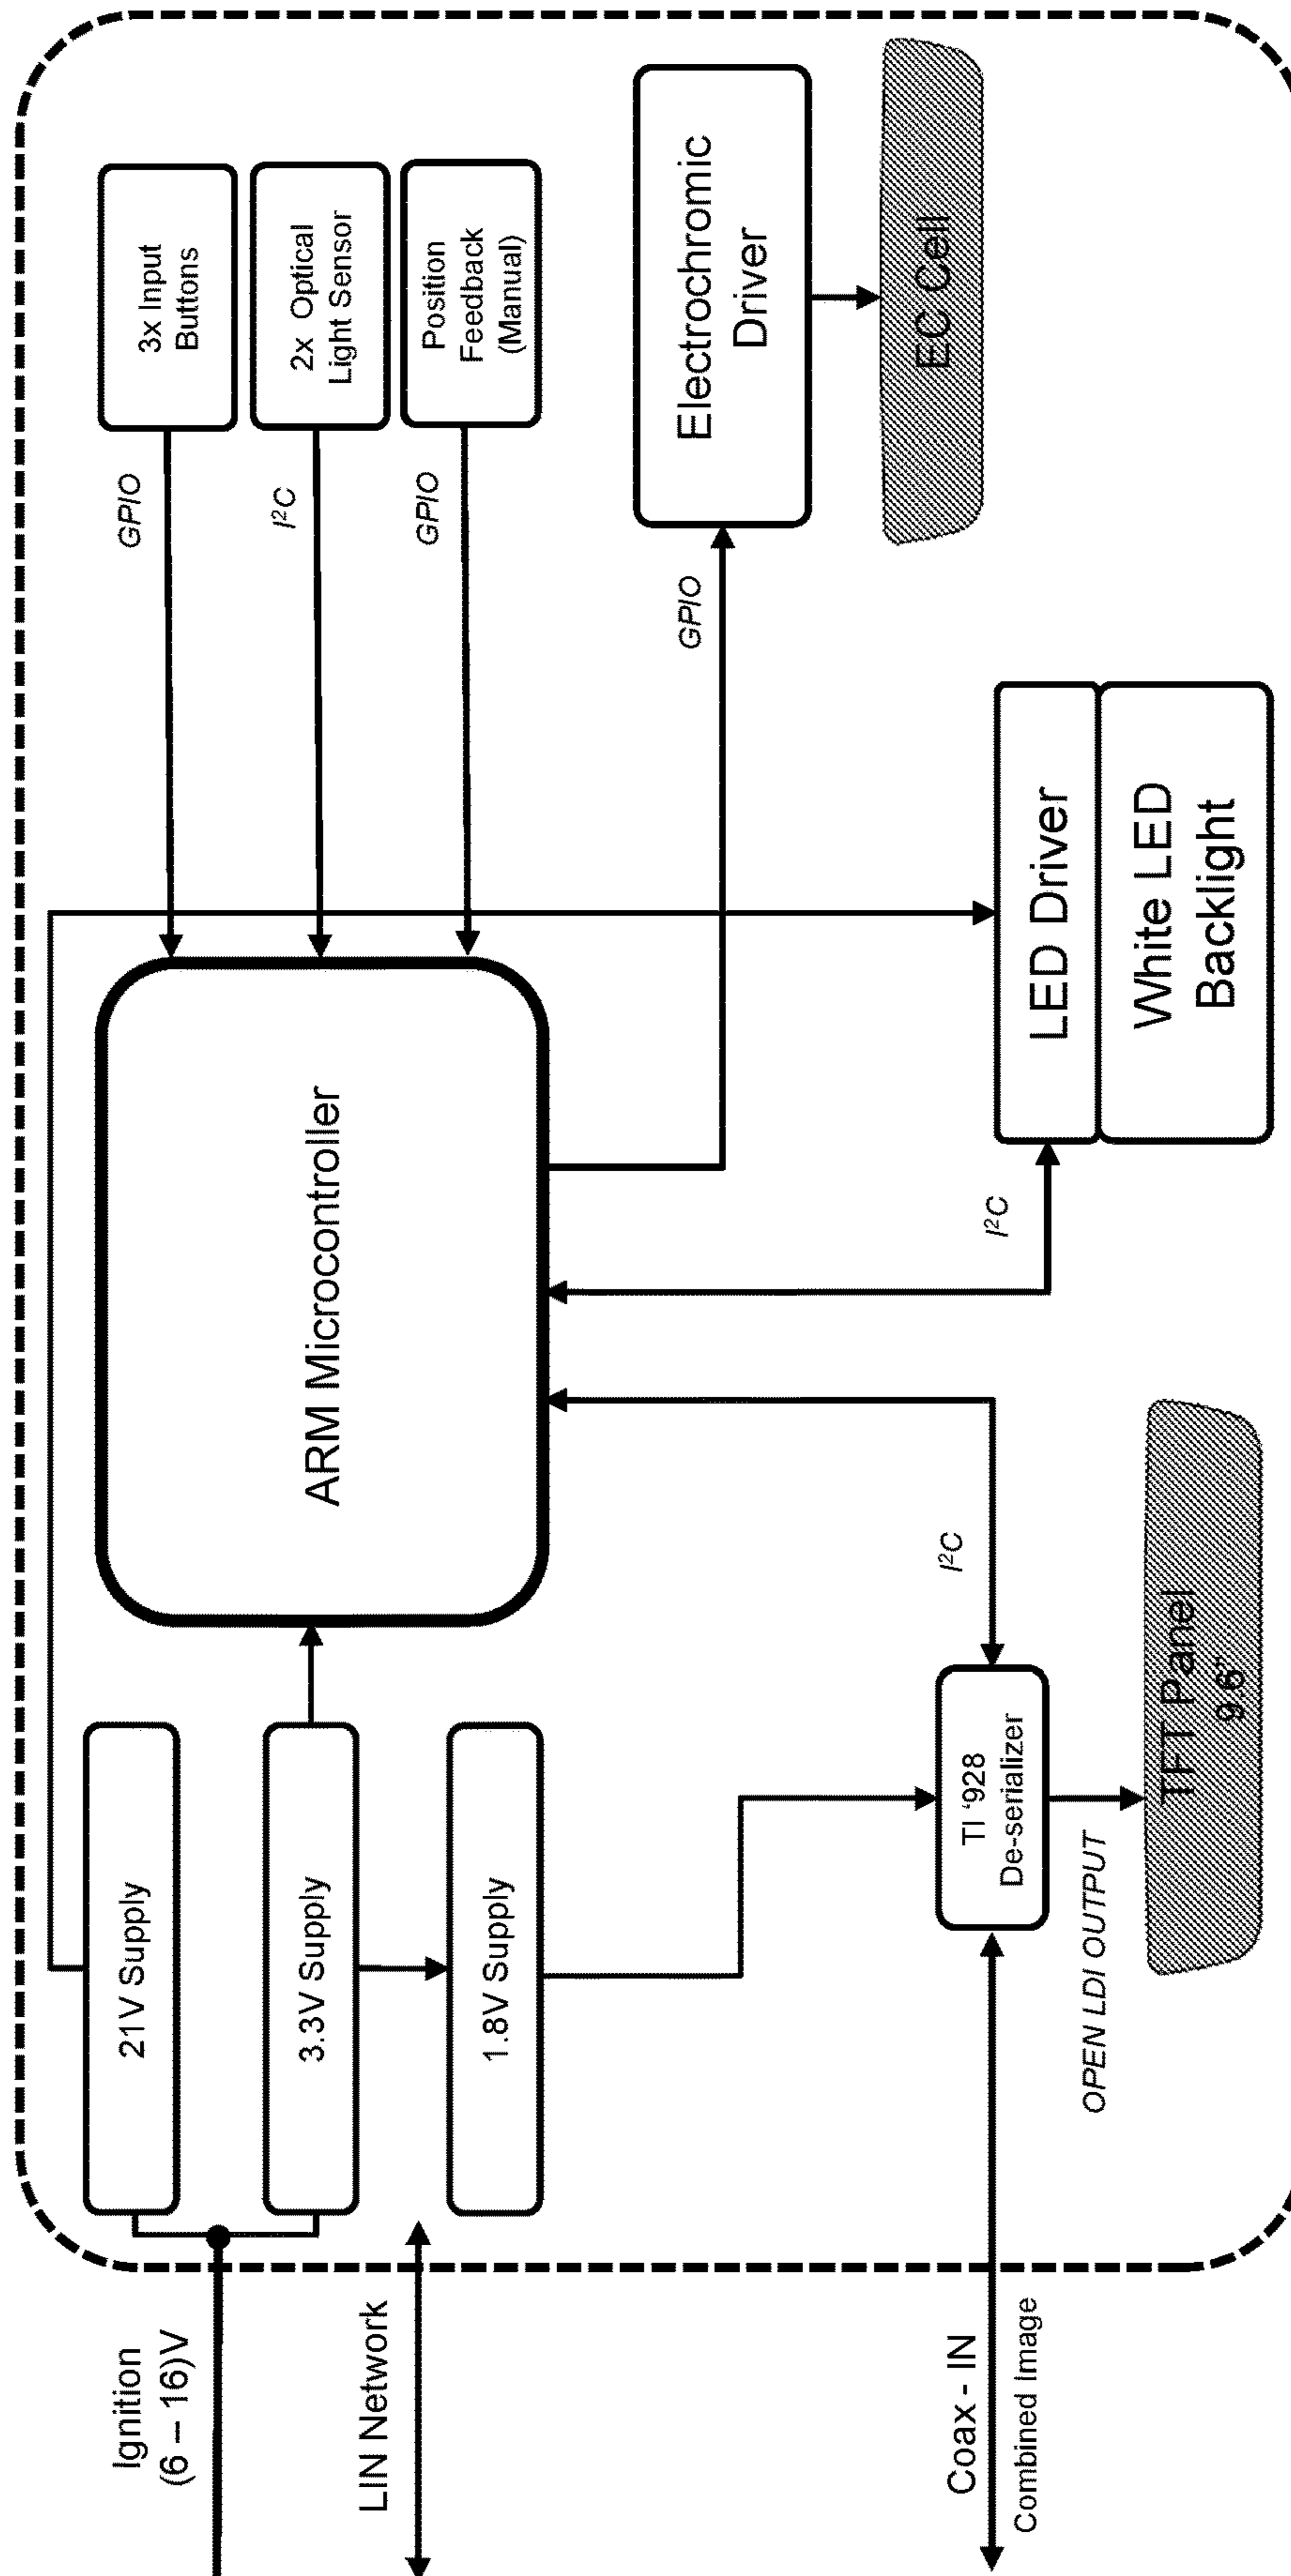 Ignition
(6 – 16)V
LIN Network
Coax - IN
Combined Image
21V Supply
3.3V Supply
1.8V Supply
TI '928
De-serializer
OPEN LDI OUTPUT
TFT Panel
9.6"
I²C
ARM Microcontroller
I²C
LED Driver
White LED
Backlight
GPIO
3x Input
Buttons
I²C
2x Optical
Light Sensor
GPIO
Position
Feedback
(Manual)
GPIO
Electrochromic
Driver
EC Cell